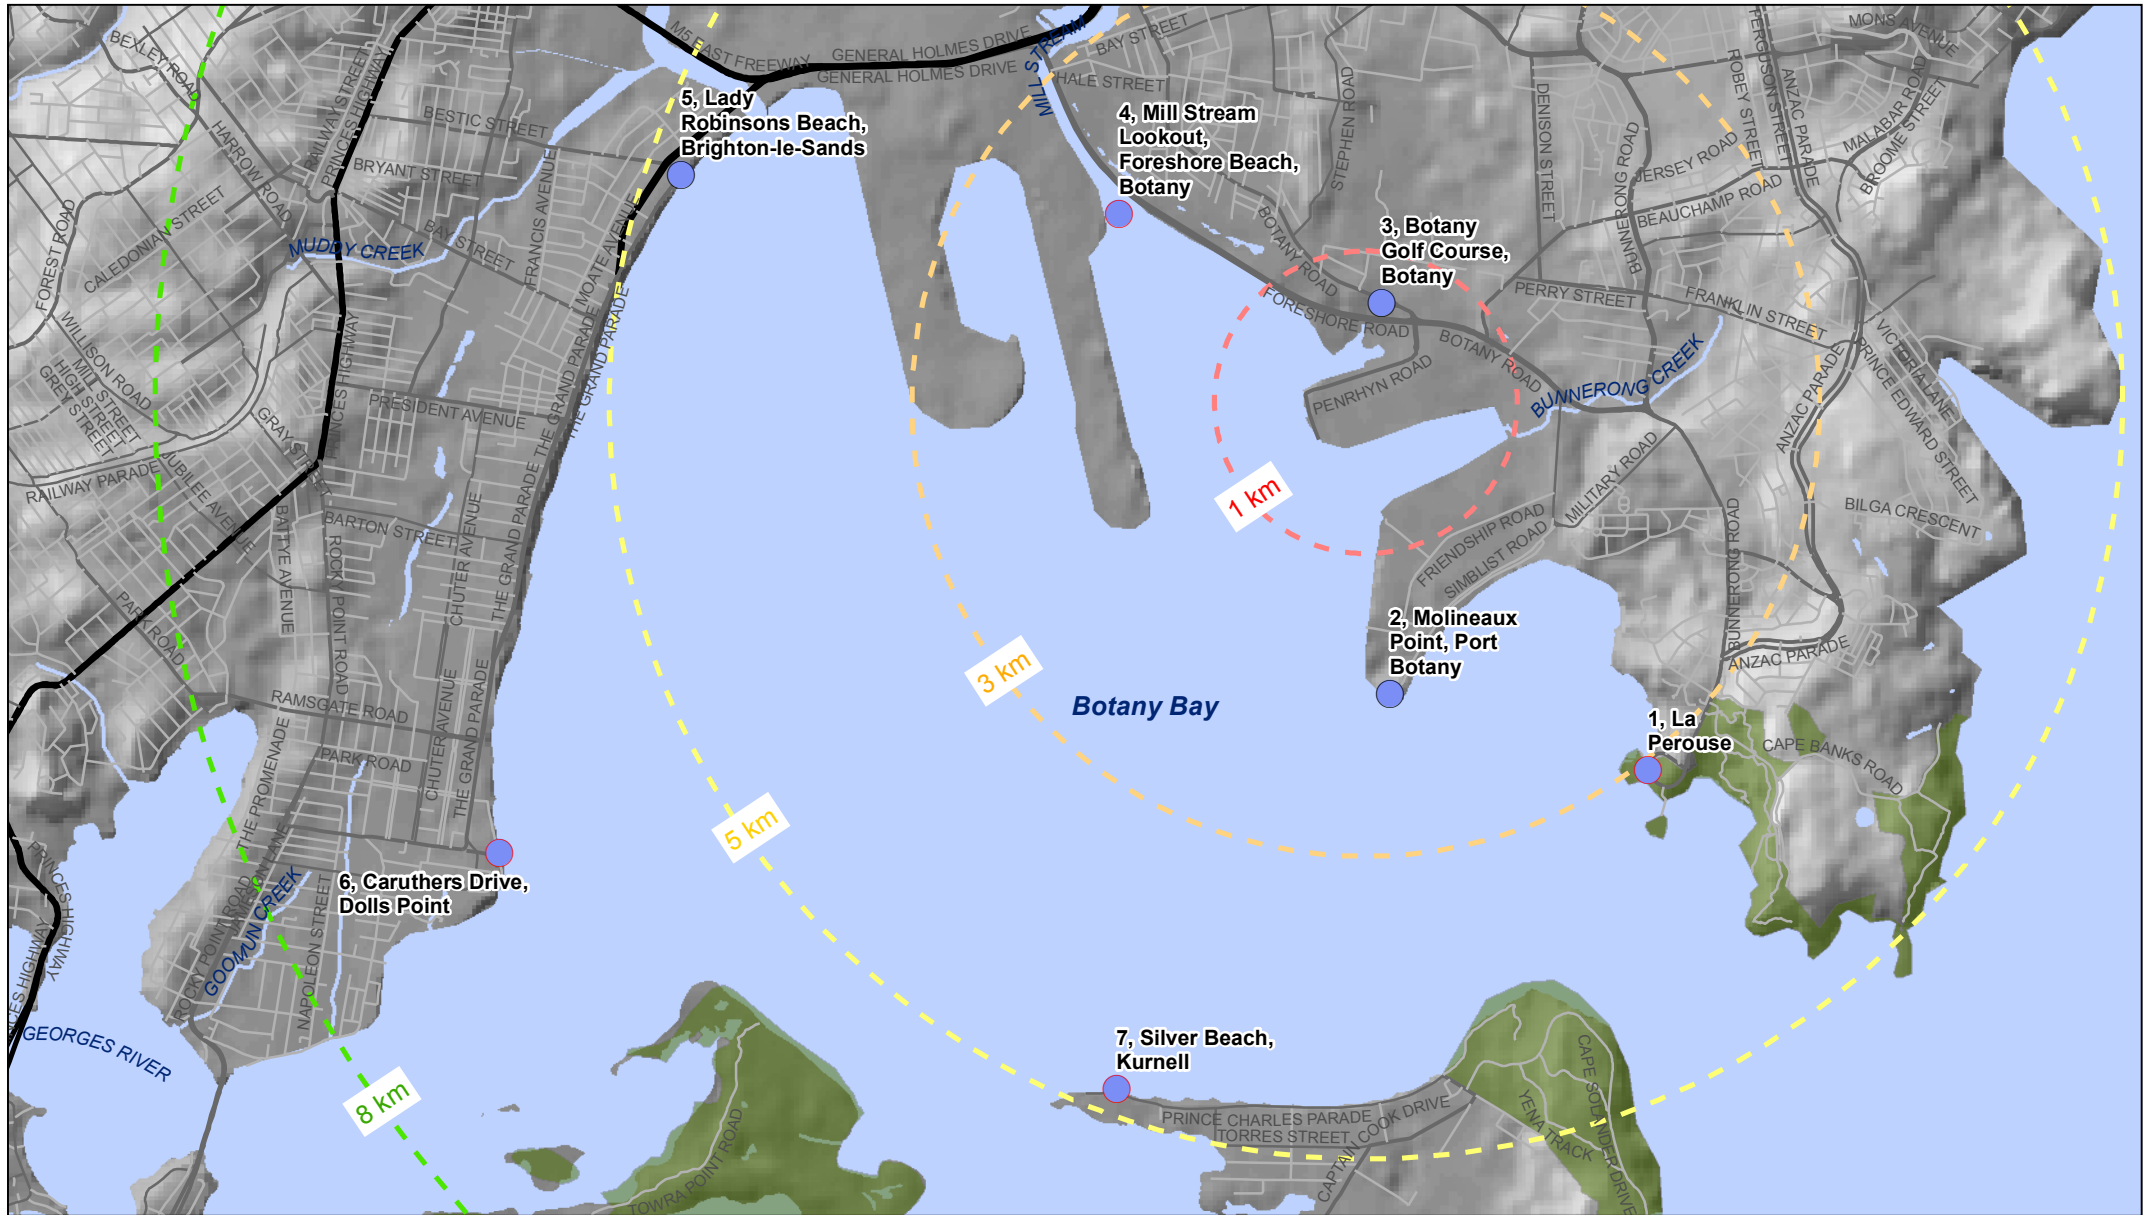 BEXLEY ROAD
RAILWAY STREET
PRINCES HIGHWAY
HARROW ROAD
BESTIC STREET
BRYANT STREET
M5 EAST FREEWAY
GENERAL HOLMES DRIVE
GENERAL HOLMES DRIVE
MILL STREAM
BAY STREET
HALE STREET
STEPHEN ROAD
DENISON STREET
BUNNERONG ROAD
ROBEY STREET
FERGUSON STREET
ANZAC PARADE
MONS AVENUE
MALABAR ROAD
BROOME STREET
JERSEY ROAD
BEAUCHAMP ROAD
5, Lady
Robinsons Beach,
Brighton-le-Sands
4, Mill Stream
Lookout,
Foreshore Beach,
Botany
3, Botany
Golf Course,
Botany
FOREST ROAD
CALEDONIAN STREET
MUDDY CREEK
BAY STREET
FRANCIS AVENUE
MOATE AVENUE
THE GRAND PARADE
THE GRAND PARADE
BOTANY ROAD
FORESHORE ROAD
BOTANY ROAD
PENRHYN ROAD
PERRY STREET
BUNNERONG ROAD
FRANKLIN STREET
BUNNERONG CREEK
VICTORIA LANE
PRINCE EDWARD STREET
ANZAC PARADE
WILLISON ROAD
MILL STREET
HIGH STREET
GREY STREET
PRINCES HIGHWAY
PRESIDENT AVENUE
GRAY STREET
RAILWAY PARADE
JUBILEE AVENUE
BATTYE AVENUE
BARTON STREET
ROCKY POINT ROAD
CHUTER AVENUE
THE GRAND PARADE
1 km
MILITARY ROAD
FRIENDSHIP ROAD
SIMBLIST ROAD
BUNNERONG ROAD
BILGA CRESCENT
PARK ROAD
2, Molineaux
Point, Port
Botany
3 km
Botany Bay
ANZAC PARADE
1, La
Perouse
CAPE BANKS ROAD
RAMSGATE ROAD
THE PROMENADE
PARK ROAD
CHUTER AVENUE
THE GRAND PARADE
5 km
PRINCES HIGHWAY
PRINCES HIGHWAY
6, Caruthers Drive,
Dolls Point
JAMESON LANE
ROCKY POINT ROAD
GOOMUN CREEK
NAPOLEON STREET
GEORGES RIVER
8 km
7, Silver Beach,
Kurnell
PRINCE CHARLES PARADE
TORRES STREET
CAPTAIN COOK DRIVE
YENA TRACK
CAPE SOLANDER DRIVE
TOWRA POINT ROAD